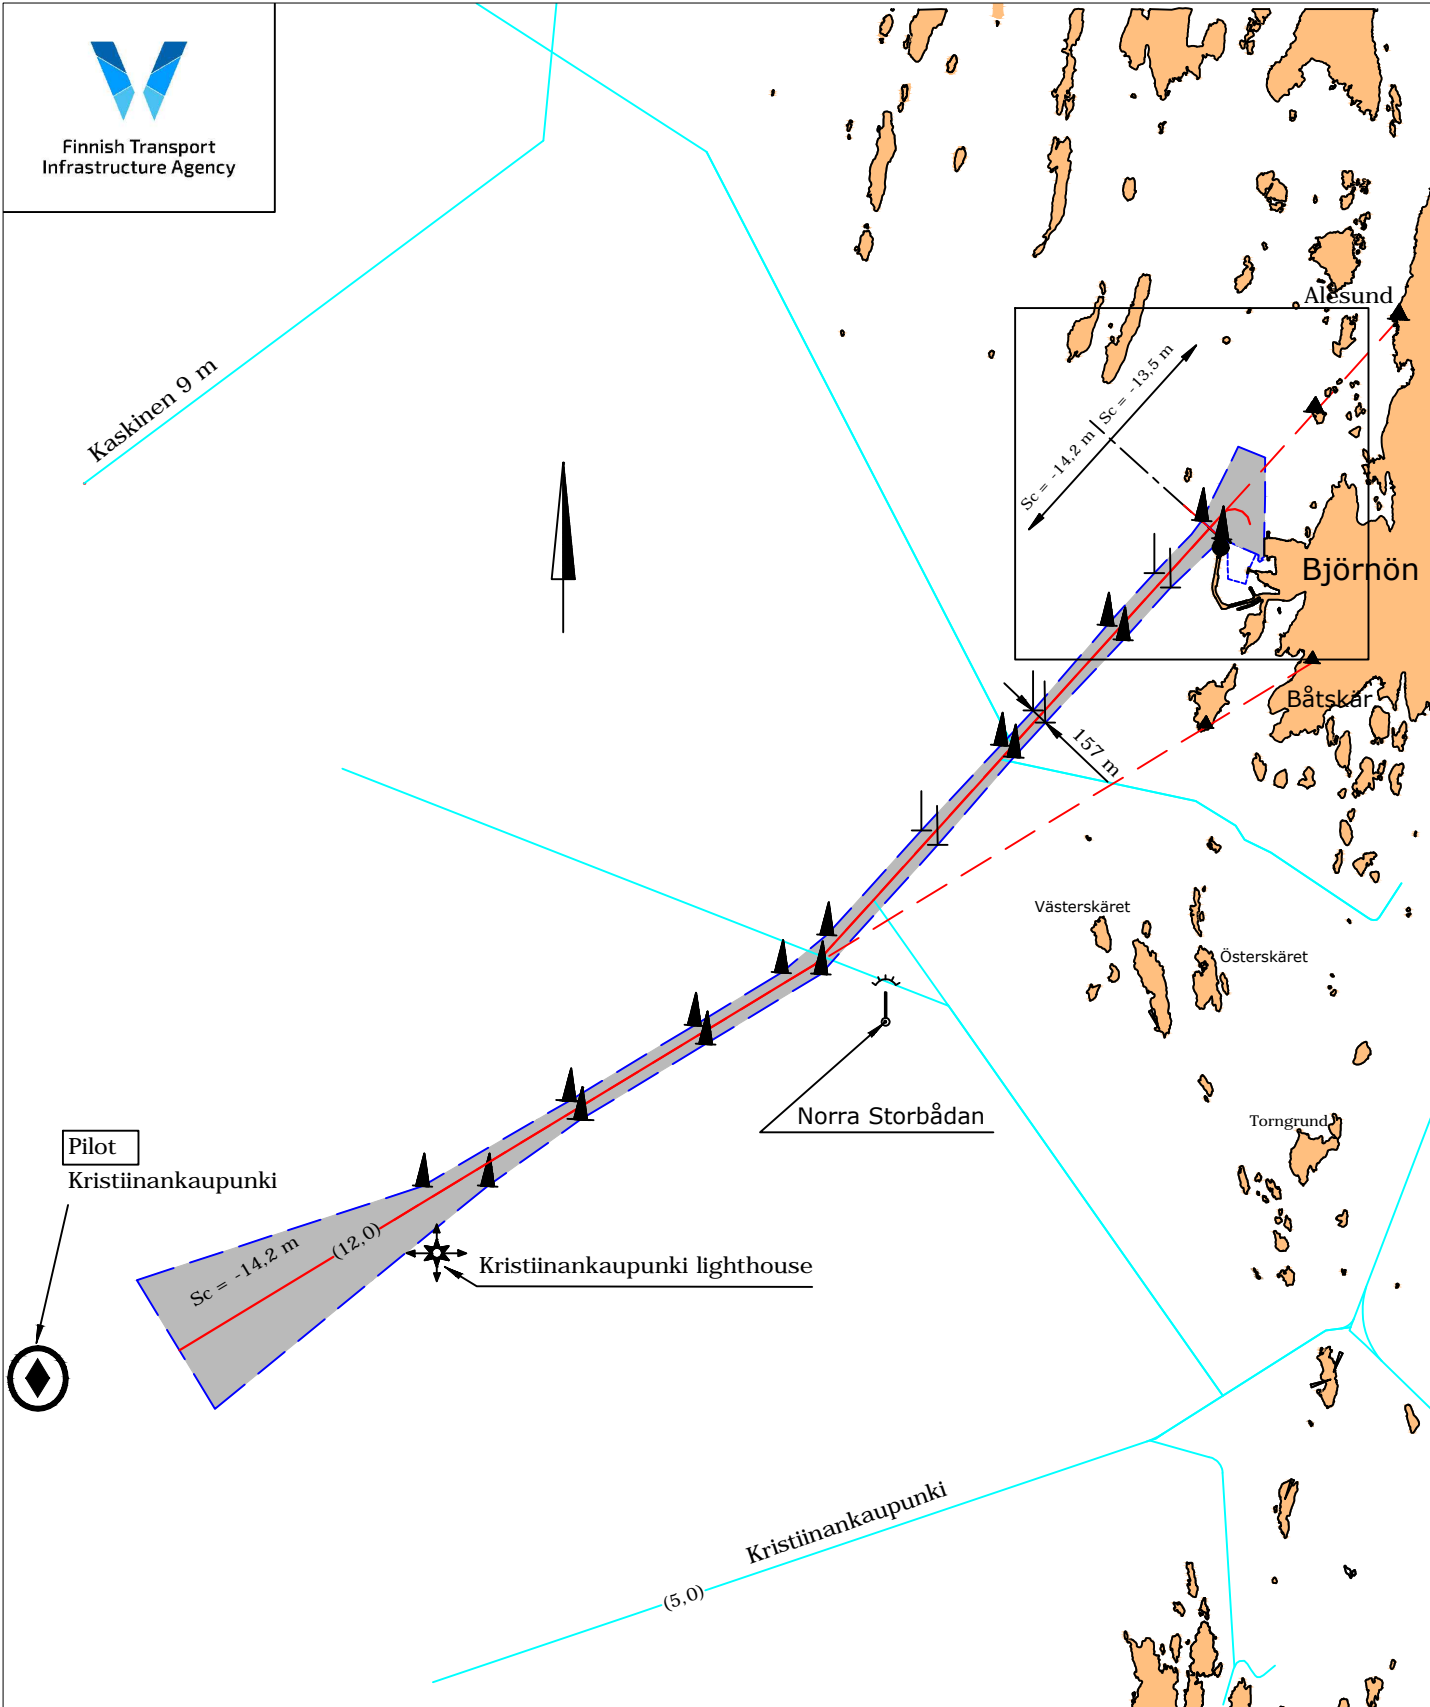 Finnish Transport
Infrastructure Agency
Kaskinen 9 m
Ålesund
Sc = -14,2 m
Sc = -13,5 m
Björnön
Båtskär
157 m
Västerskäret
Österskäret
Norra Storbådan
Torngrund
Pilot
Kristiinankaupunki
Sc = -14,2 m
(12,0)
Kristiinankaupunki lighthouse
Kristiinankaupunki
(5,0)